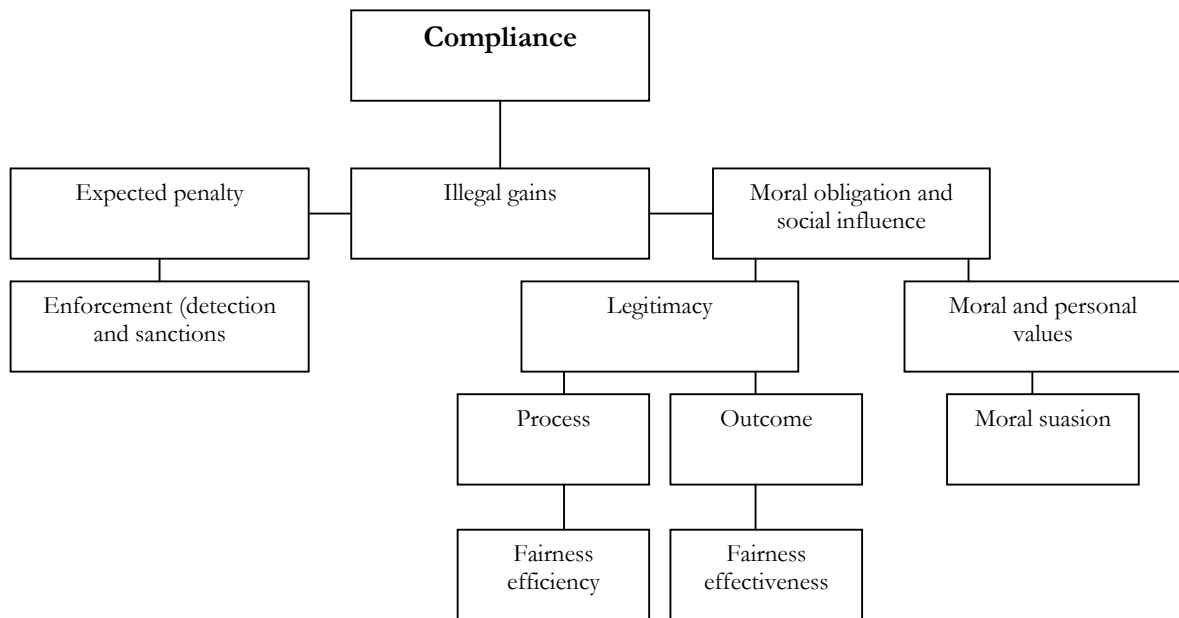 Compliance
Expected penalty
Illegal gains
Moral obligation and
social influence
Enforcement (detection
and sanctions
Legitimacy
Moral and personal
values
Process
Outcome
Moral suasion
Fairness
efficiency
Fairness
effectiveness